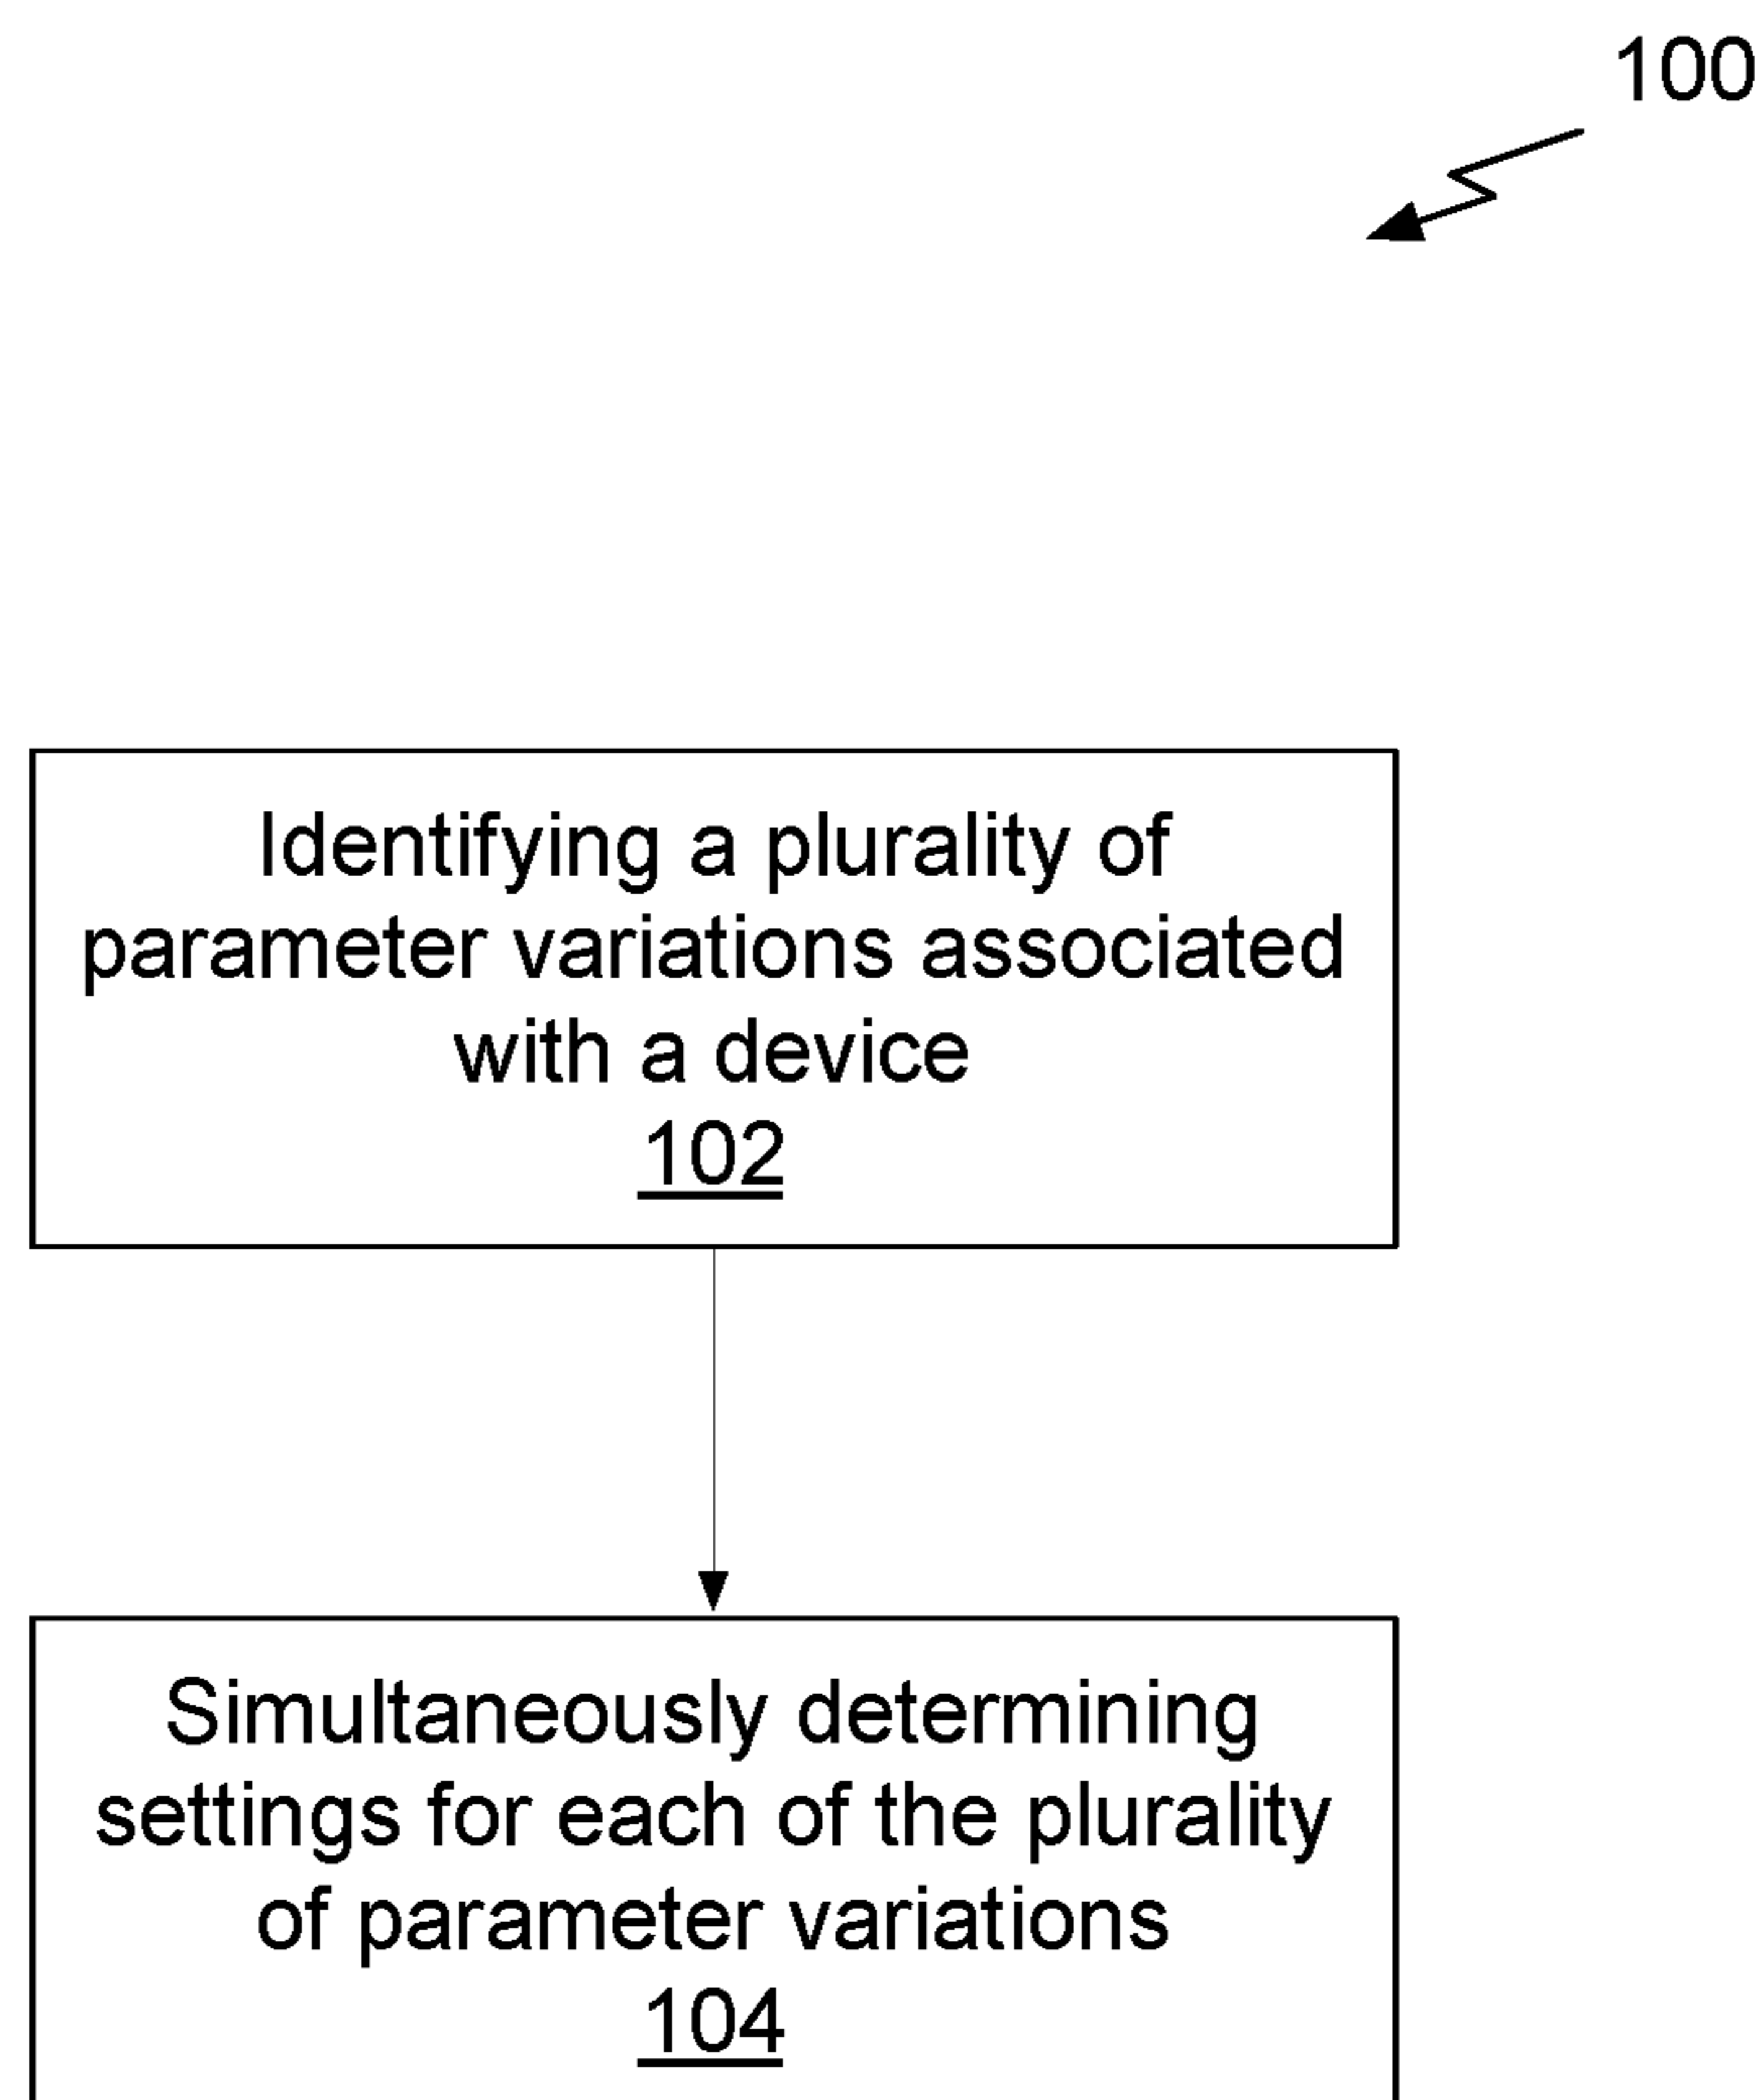 100
Identifying a plurality of
parameter variations associated
with a device
102
Simultaneously determining
settings for each of the plurality
of parameter variations
104